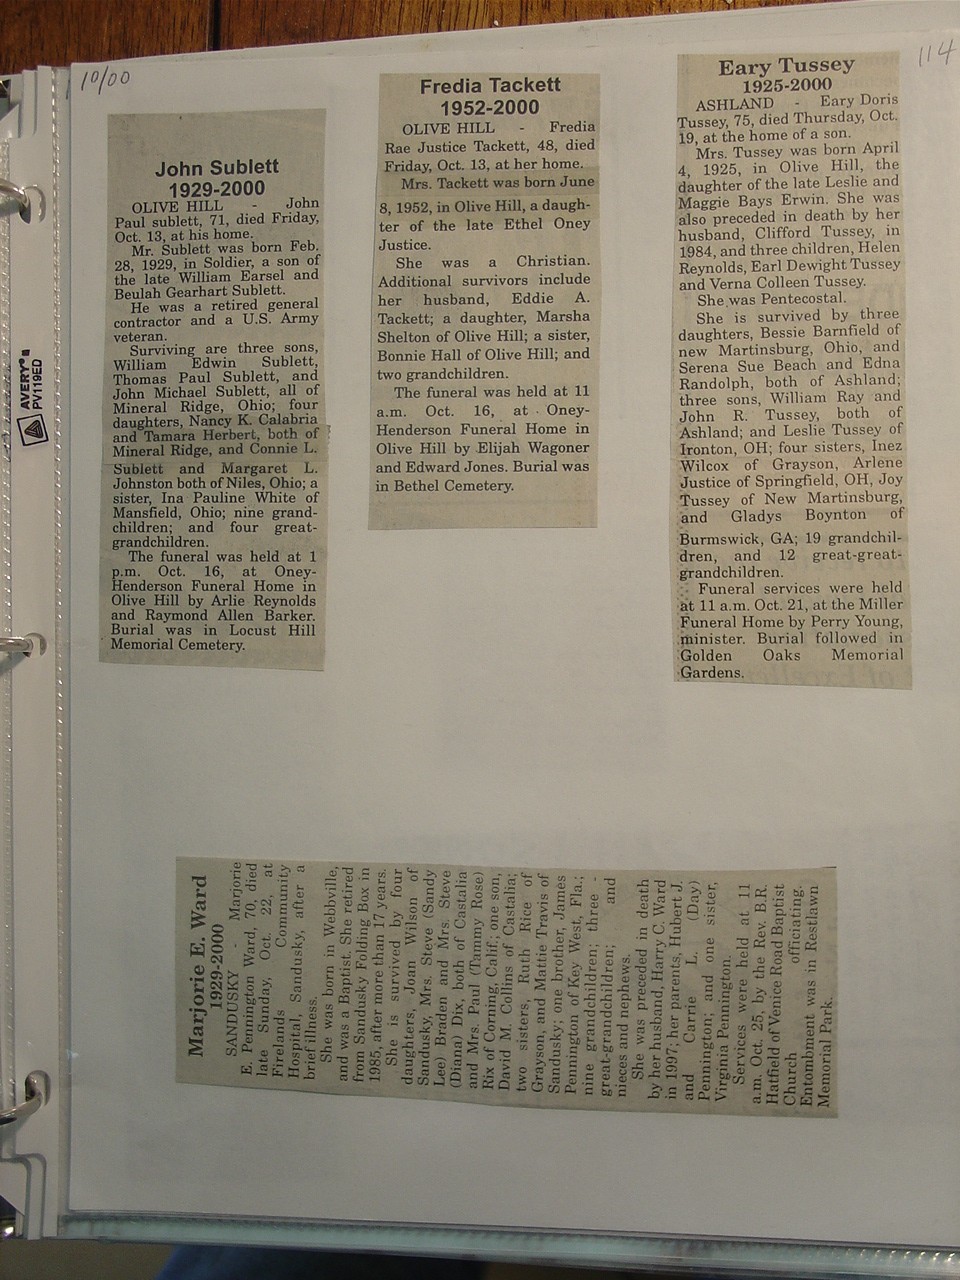 10/00
114
AVERY®
PV119ED
John Sublett
1929-2000
OLIVE HILL - John
Paul sublett, 71, died Friday,
Oct. 13, at his home.
Mr. Sublett was born Feb.
28, 1929, in Soldier, a son of
the late William Earsel and
Beulah Gearhart Sublett.
He was a retired general
contractor and a U.S. Army
veteran.
Surviving are three sons,
William Edwin Sublett,
Thomas Paul Sublett, and
John Michael Sublett, all of
Mineral Ridge, Ohio; four
daughters, Nancy K. Calabria
and Tamara Herbert, both of
Mineral Ridge, and Connie L.
Sublett and Margaret L.
Johnston both of Niles, Ohio; a
sister, Ina Pauline White of
Mansfield, Ohio; nine grand-
children; and four great-
grandchildren.
The funeral was held at 1
p.m. Oct. 16, at Oney-
Henderson Funeral Home in
Olive Hill by Arlie Reynolds
and Raymond Allen Barker.
Burial was in Locust Hill
Memorial Cemetery.
Fredia Tackett
1952-2000
OLIVE HILL - Fredia
Rae Justice Tackett, 48, died
Friday, Oct. 13, at her home.
Mrs. Tackett was born June
8, 1952, in Olive Hill, a daugh-
ter of the late Ethel Oney
Justice.
She was a Christian.
Additional survivors include
her husband, Eddie A.
Tackett; a daughter, Marsha
Shelton of Olive Hill; a sister,
Bonnie Hall of Olive Hill; and
two grandchildren.
The funeral was held at 11
a.m. Oct. 16, at Oney-
Henderson Funeral Home in
Olive Hill by Elijah Wagoner
and Edward Jones. Burial was
in Bethel Cemetery.
Eary Tussey
1925-2000
ASHLAND - Eary Doris
Tussey, 75, died Thursday, Oct.
19, at the home of a son.
Mrs. Tussey was born April
4, 1925, in Olive Hill, the
daughter of the late Leslie and
Maggie Bays Erwin. She was
also preceded in death by her
husband, Clifford Tussey, in
1984, and three children, Helen
Reynolds, Earl Dewight Tussey
and Verna Colleen Tussey.
She was Pentecostal.
She is survived by three
daughters, Bessie Barnfield of
new Martinsburg, Ohio, and
Serena Sue Beach and Edna
Randolph, both of Ashland;
three sons, William Ray and
John R. Tussey, both of
Ashland; and Leslie Tussey of
Ironton, OH; four sisters, Inez
Wilcox of Grayson, Arlene
Justice of Springfield, OH, Joy
Tussey of New Martinsburg,
and Gladys Boynton of
Burmswick, GA; 19 grandchil-
dren, and 12 great-great-
grandchildren.
Funeral services were held
at 11 a.m. Oct. 21, at the Miller
Funeral Home by Perry Young,
minister. Burial followed in
Golden Oaks Memorial
Gardens.
Marjorie E. Ward
1929-2000
SANDUSKY - Marjorie
E. Pennington Ward, 70, died
late Sunday, Oct. 22, at
Firelands Community
Hospital, Sandusky, after a
brief illness.
She was born in Webbville,
and was a Baptist. She retired
from Sandusky Folding Box in
1985, after more than 17 years.
She is survived by four
daughters, Joan Wilson of
Sandusky, Mrs. Steve (Sandy
Lee) Braden and Mrs. Steve
(Diana) Dix, both of Castalia
and Mrs. Paul (Tammy Rose)
Rix of Corning, Calif.; one son,
David M. Collins of Castalia;
two sisters, Ruth Rice of
Grayson, and Mattie Travis of
Sandusky; one brother, James
Pennington of Key West, Fla.;
nine grandchildren; three -
great-grandchildren; and
nieces and nephews.
She was preceded in death
by her husband, Harry C. Ward
in 1997; her parents, Hubert J.
and Carrie L. (Day)
Pennington; and one sister,
Virginia Pennington.
Services were held at 11
a.m. Oct. 25, by the Rev. B.R.
Hatfield of Venice Road Baptist
Church officiating.
Entombment was in Restlawn
Memorial Park.